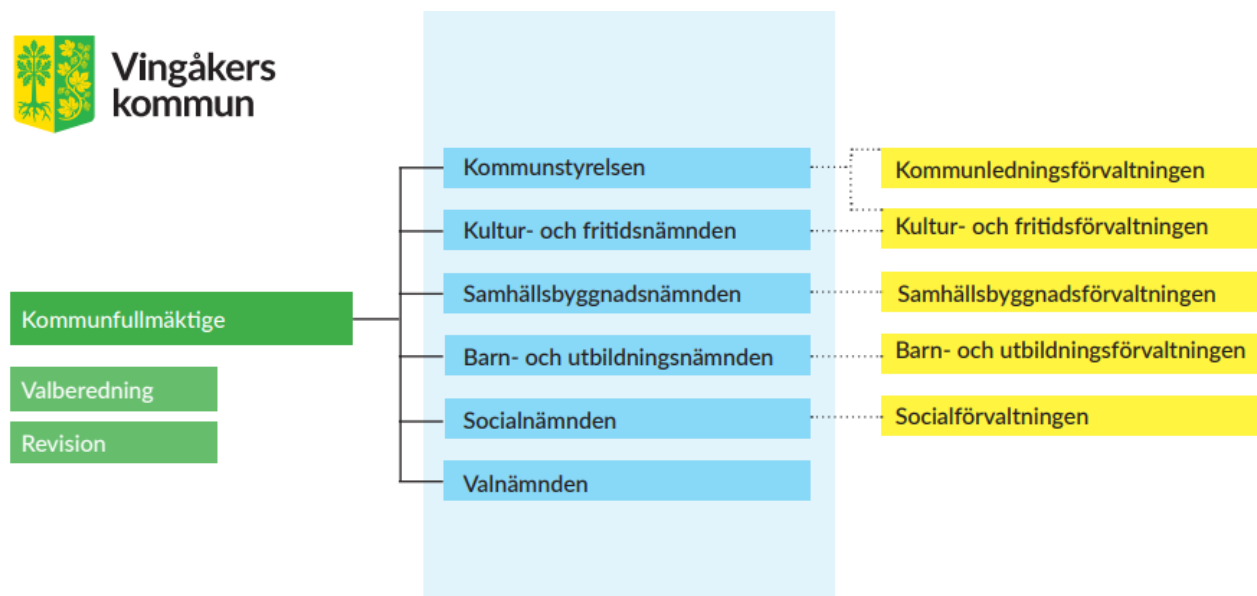 Vingåkers
kommun
Kommunfullmäktige
Valberedning
Revision
Kommunstyrelsen
Kultur- och fritidsnämnden
Samhällsbyggnadsnämnden
Barn- och utbildningsnämnden
Socialnämnden
Valnämnden
Kommunledningsförvaltningen
Kultur- och fritidsförvaltningen
Samhällsbyggnadsförvaltningen
Barn- och utbildningsförvaltningen
Socialförvaltningen